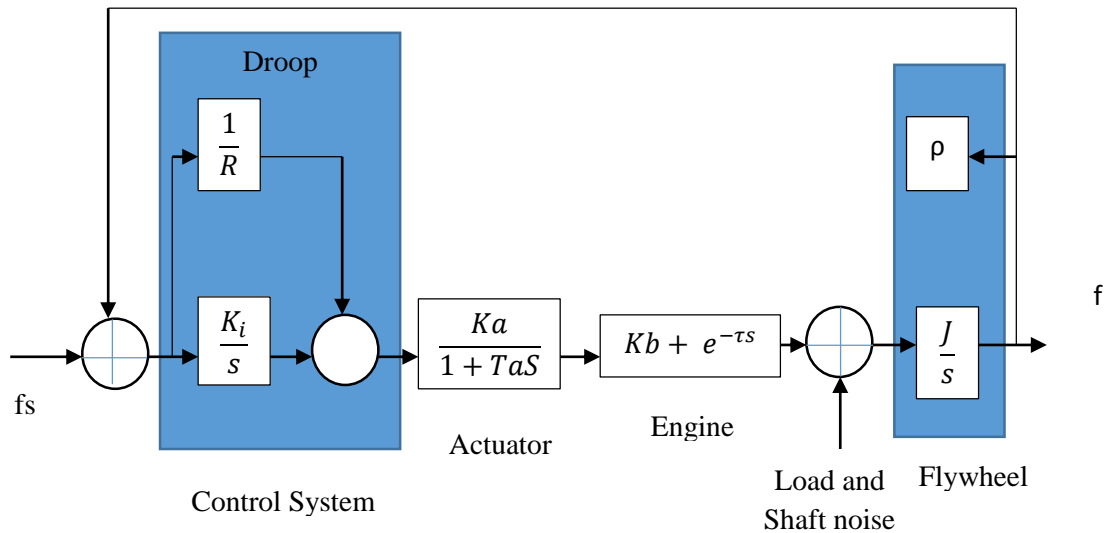 Droop
1
R
ρ
f
K_i
s
Ka
1 + TaS
Kb + e^{-τs}
J
s
fs
Actuator
Engine
Load and
Shaft noise
Flywheel
Control System